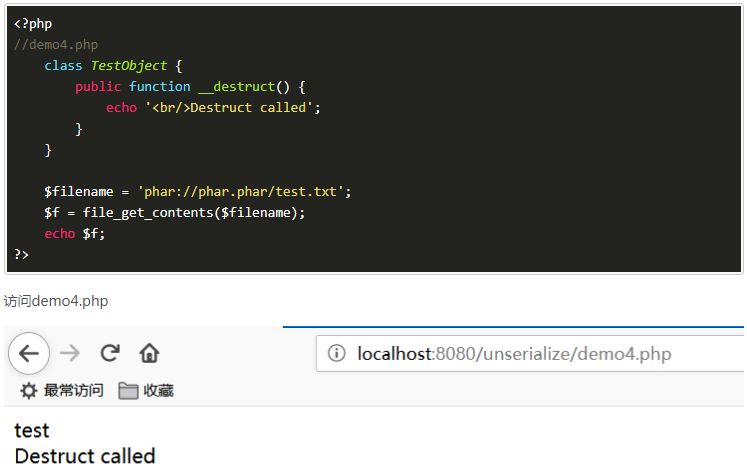 <?php
//demo4.php
    class TestObject {
        public function __destruct() {
            echo '<br/>Destruct called';
        }
    }

    $filename = 'phar://phar.phar/test.txt';
    $f = file_get_contents($filename);
    echo $f;
?>
访问demo4.php
localhost:8080/unserialize/demo4.php
最常访问 收藏
test
Destruct called